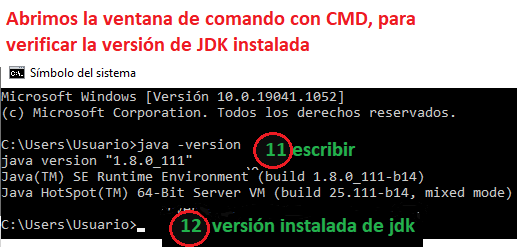 Abrimos la ventana de comando con CMD, para
verificar la versión de JDK instalada
Símbolo del sistema
Microsoft Windows [Versión 10.0.19041.1052]
(c) Microsoft Corporation. Todos los derechos reservados.
C:\Users\Usuario>java -version 11 escribir
java version "1.8.0_111"
Java(TM) SE Runtime Environment (build 1.8.0_111-b14)
Java HotSpot(TM) 64-Bit Server VM (build 25.111-b14, mixed mode)
C:\Users\Usuario> 12 versión instalada de jdk